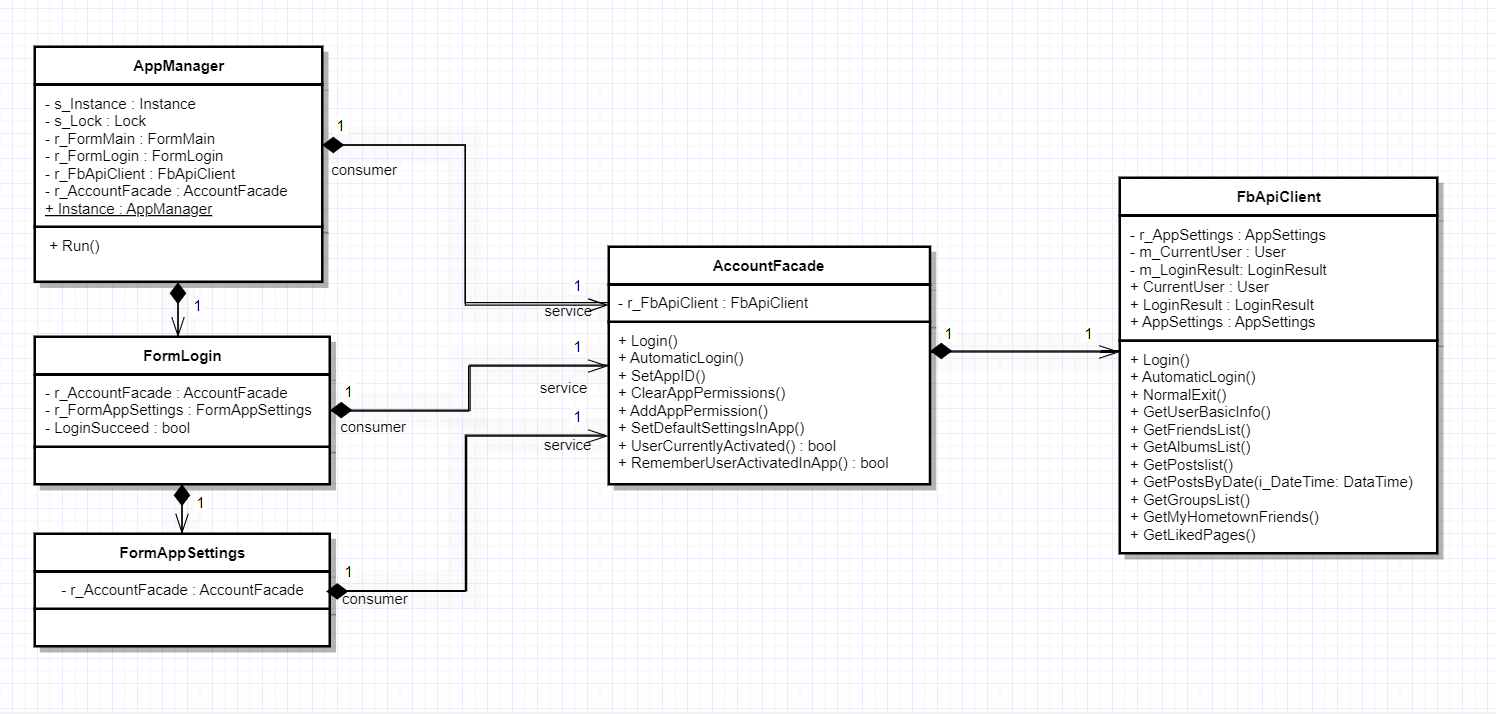 AppManager
- s_Instance : Instance
- s_Lock : Lock
- r_FormMain : FormMain
- r_FormLogin : FormLogin
- r_FbApiClient : FbApiClient
- r_AccountFacade : AccountFacade
+ Instance : AppManager
+ Run()
1
consumer
1
service
1
FormLogin
- r_AccountFacade : AccountFacade
- r_FormAppSettings : FormAppSettings
- LoginSucceed : bool
1
consumer
1
service
1
FormAppSettings
- r_AccountFacade : AccountFacade
1
consumer
1
service
AccountFacade
- r_FbApiClient : FbApiClient
+ Login()
+ AutomaticLogin()
+ SetAppID()
+ ClearAppPermissions()
+ AddAppPermission()
+ SetDefaultSettingsInApp()
+ UserCurrentlyActivated() : bool
+ RememberUserActivatedInApp() : bool
1
1
FbApiClient
- r_AppSettings : AppSettings
- m_CurrentUser : User
- m_LoginResult: LoginResult
+ CurrentUser : User
+ LoginResult : LoginResult
+ AppSettings : AppSettings
+ Login()
+ AutomaticLogin()
+ NormalExit()
+ GetUserBasicInfo()
+ GetFriendsList()
+ GetAlbumsList()
+ GetPostslist()
+ GetPostsByDate(i_DateTime: DataTime)
+ GetGroupsList()
+ GetMyHometownFriends()
+ GetLikedPages()